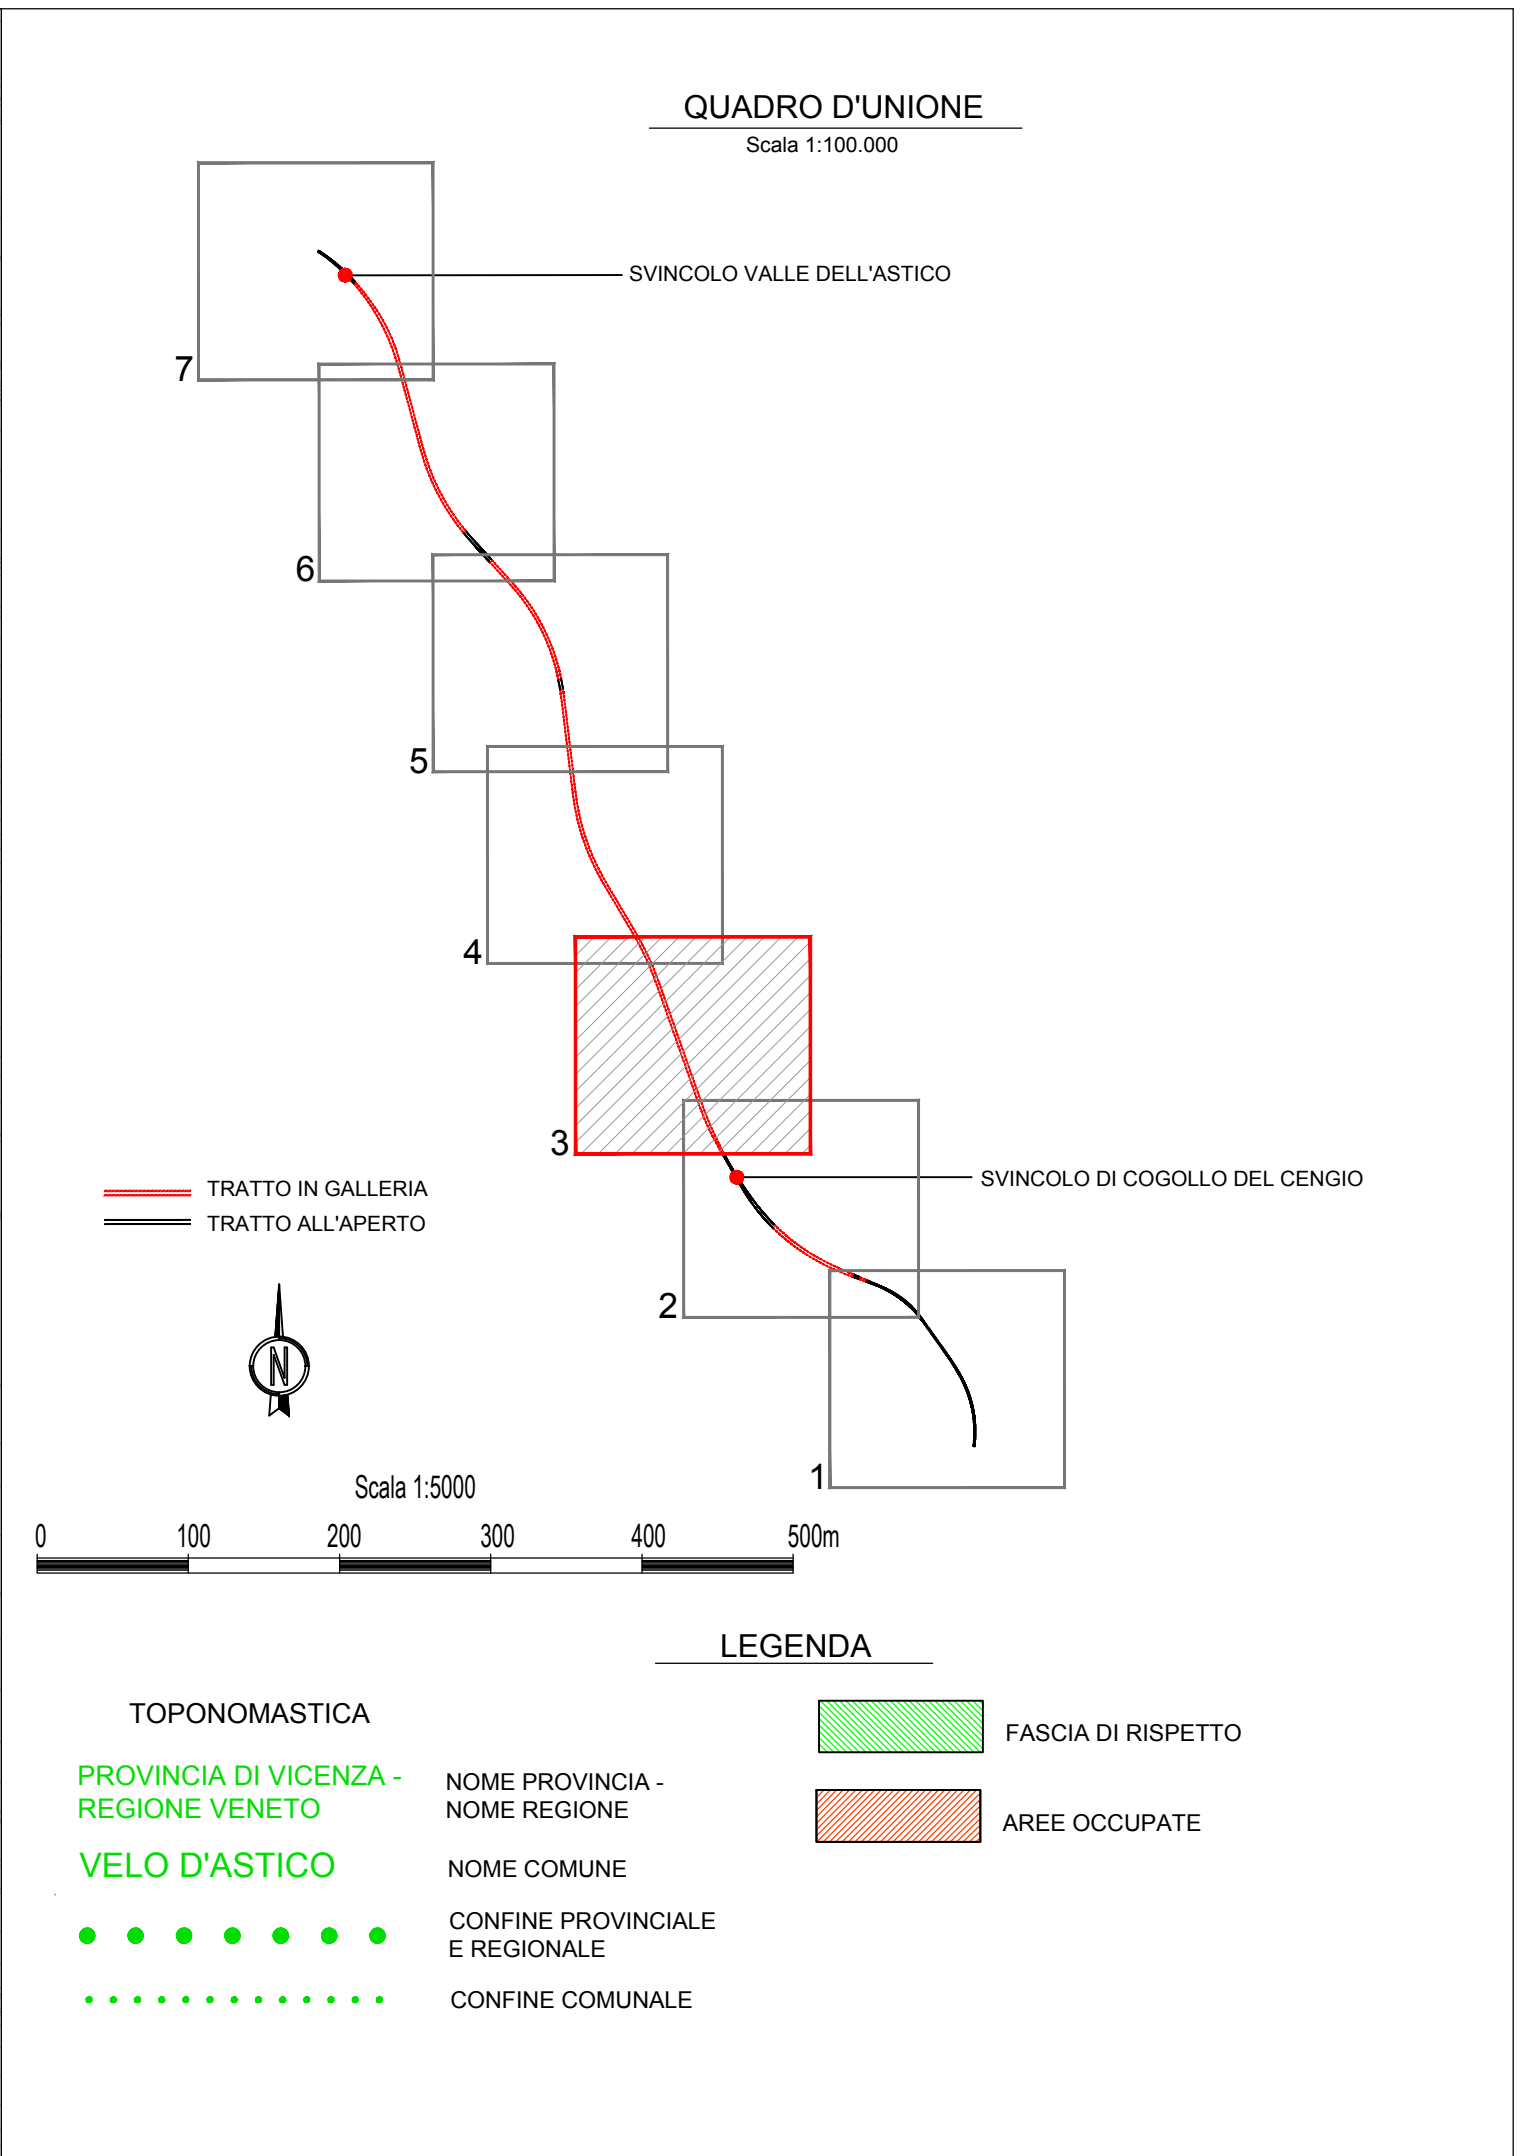 QUADRO D'UNIONE
Scala 1:100.000
SVINCOLO VALLE DELL'ASTICO
7
6
5
4
3
SVINCOLO DI COGOLLO DEL CENGIO
TRATTO IN GALLERIA
TRATTO ALL'APERTO
2
N
1
Scala 1:5000
0 100 200 300 400 500m
LEGENDA
TOPONOMASTICA
PROVINCIA DI VICENZA -
REGIONE VENETO
NOME PROVINCIA -
NOME REGIONE
VELO D'ASTICO
NOME COMUNE
CONFINE PROVINCIALE
E REGIONALE
CONFINE COMUNALE
FASCIA DI RISPETTO
AREE OCCUPATE